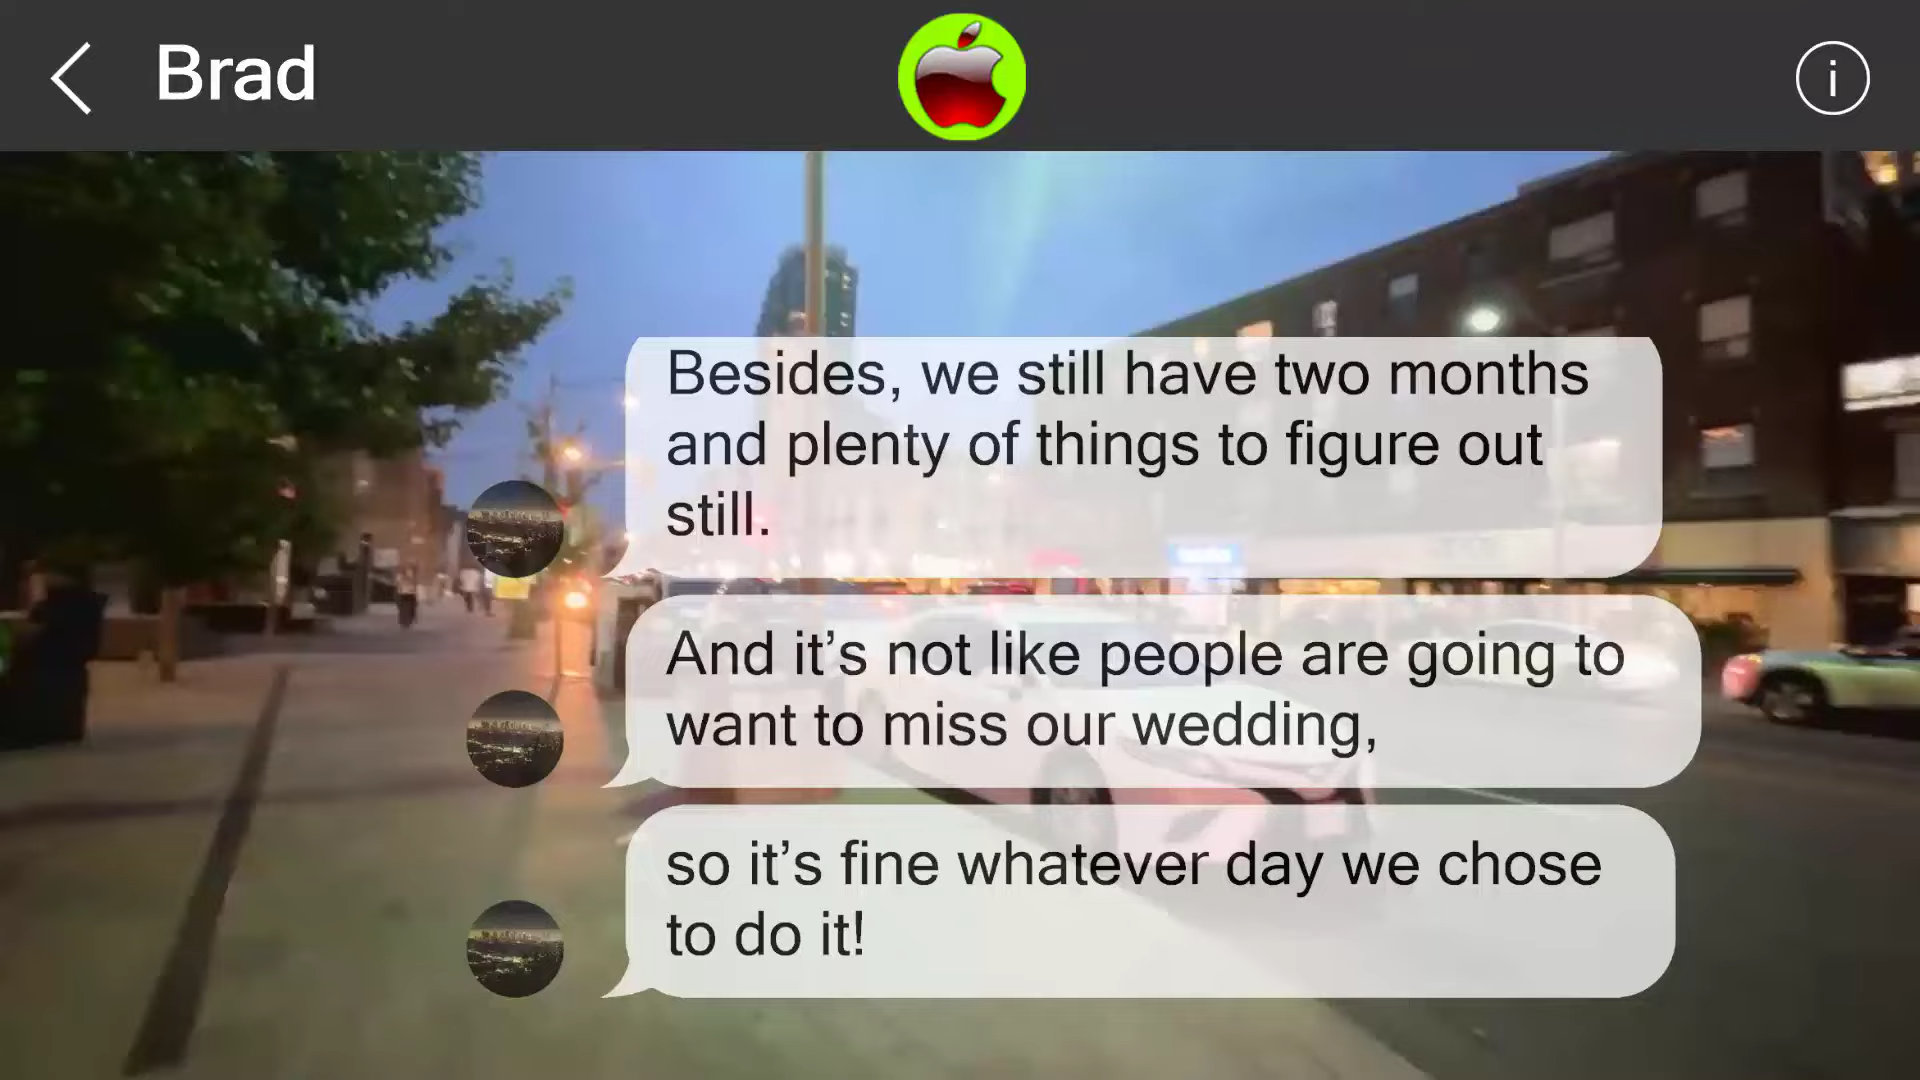 Brad
i
Besides, we still have two months
and plenty of things to figure out
still.
And it's not like people are going to
want to miss our wedding,
so it's fine whatever day we chose
to do it!